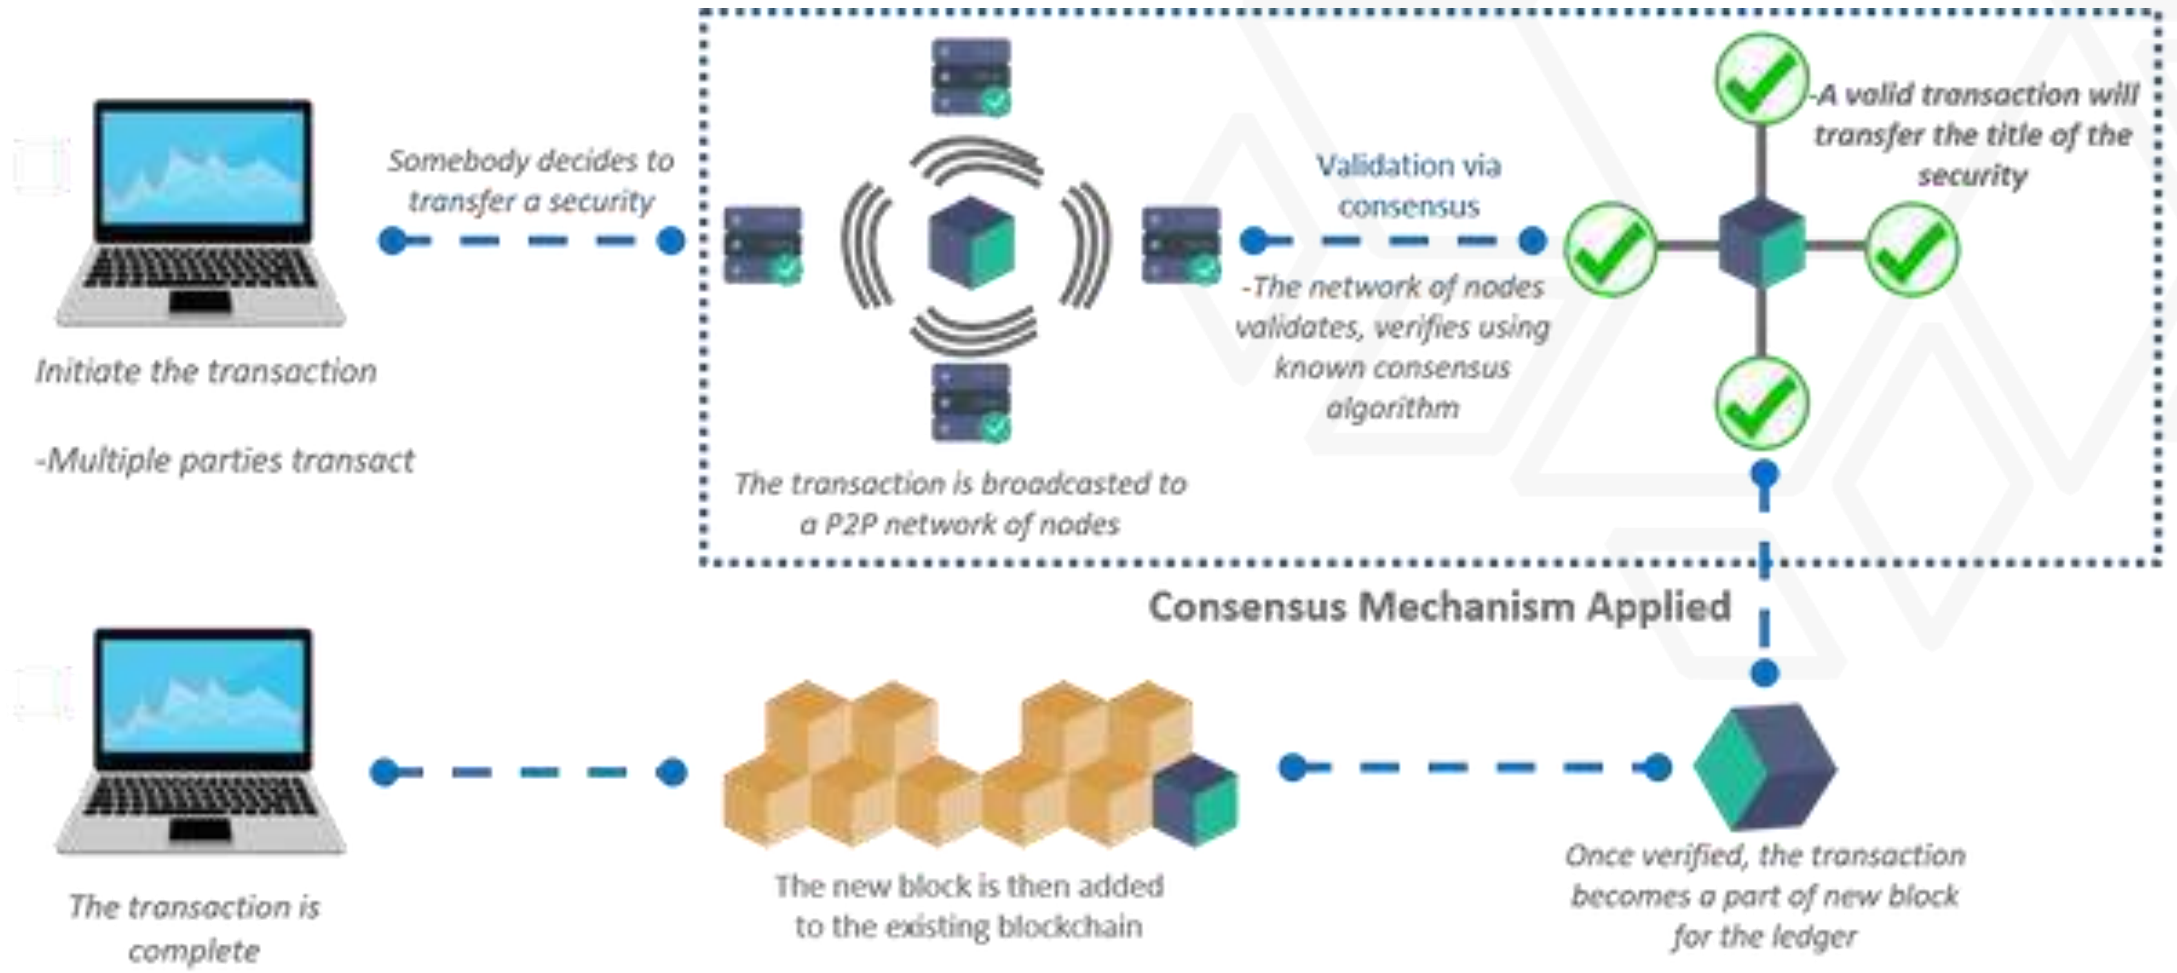 Somebody decides to
transfer a security
Initiate the transaction
-Multiple parties transact
The transaction is broadcasted to
a P2P network of nodes
Validation via
consensus
-The network of nodes
validates, verifies using
known consensus
algorithm
-A valid transaction will
transfer the title of the
security
Consensus Mechanism Applied
Once verified, the transaction
becomes a part of new block
for the ledger
The new block is then added
to the existing blockchain
The transaction is
complete